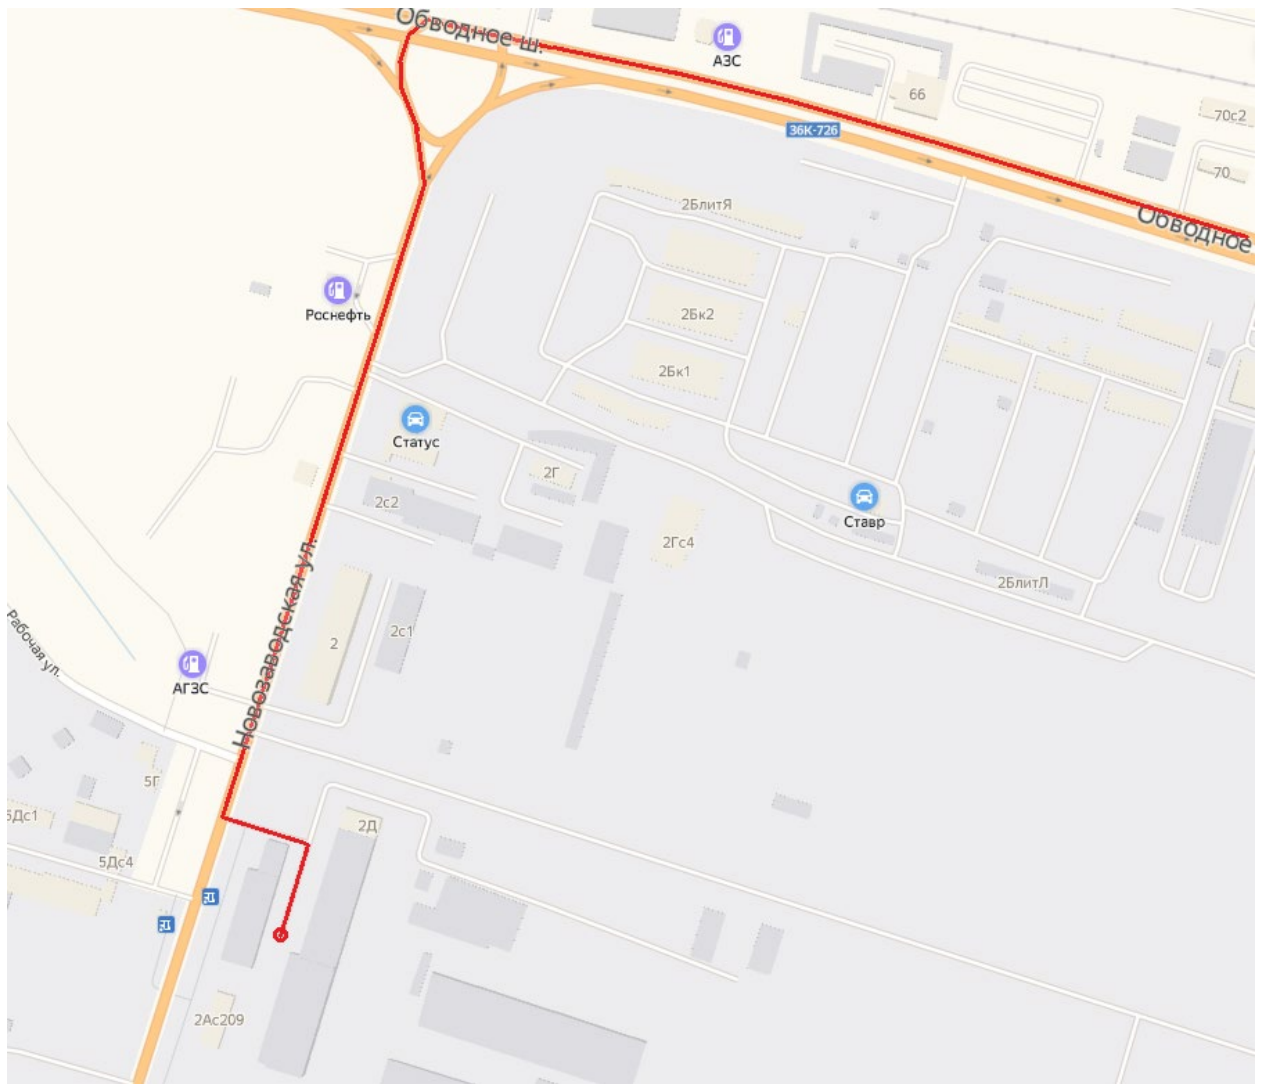 Обводное ш.
АЗС
66
70с2
36К-726
70
2БлитЯ
Обводное
Роснефть
2Бк2
2Бк1
Статус
2Г
2с2
Ставр
2Гс4
2БлитЛ
Новозаводская ул.
2с1
2
Рабочая ул.
АГЗС
5Г
5Дс1
2Д
5Дс4
2Ас209